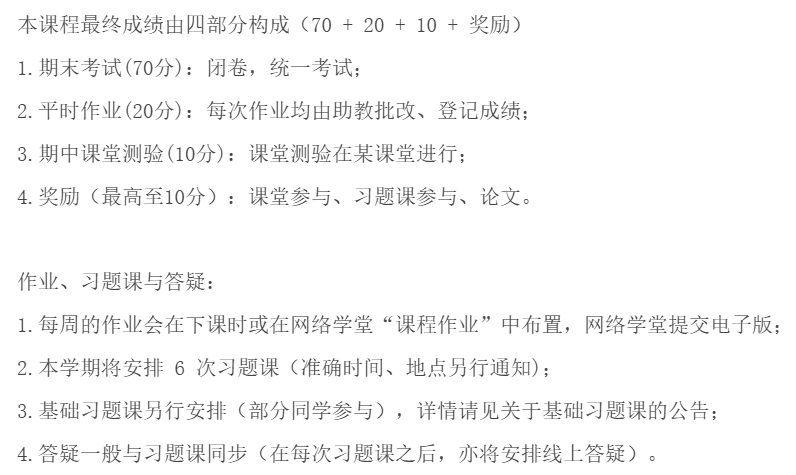 本课程最终成绩由四部分构成（70 + 20 + 10 + 奖励）
1.期末考试(70分)：闭卷，统一考试；
2.平时作业(20分)：每次作业均由助教批改、登记成绩；
3.期中课堂测验(10分)：课堂测验在某课堂进行；
4.奖励（最高至10分）：课堂参与、习题课参与、论文。
作业、习题课与答疑：
1.每周的作业会在下课时或在网络学堂“课程作业”中布置，网络学堂提交电子版；
2.本学期将安排 6 次习题课（准确时间、地点另行通知)；
3.基础习题课另行安排（部分同学参与），详情请见关于基础习题课的公告；
4.答疑一般与习题课同步（在每次习题课之后，亦将安排线上答疑）。